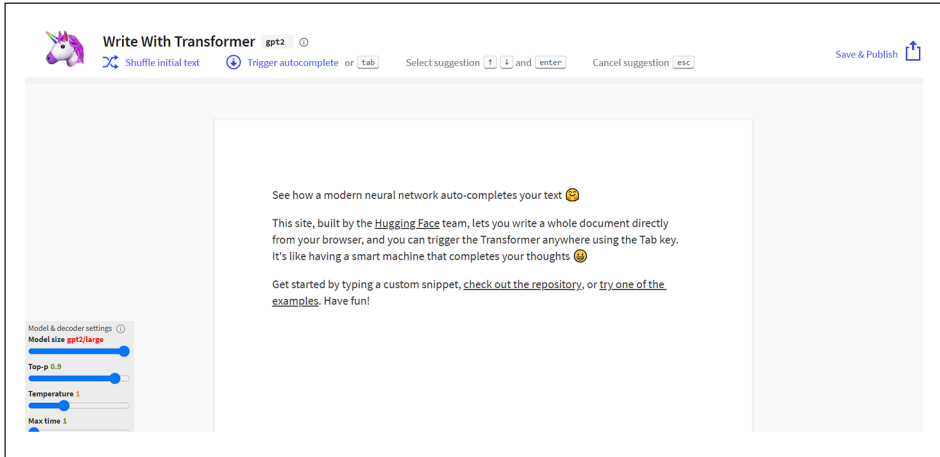 Write With Transformer gpt2
Shuffle initial text Trigger autocomplete or tab Select suggestion ↑ ↓ and enter Cancel suggestion esc
Save & Publish
See how a modern neural network auto-completes your text 🤗
This site, built by the Hugging Face team, lets you write a whole document directly
from your browser, and you can trigger the Transformer anywhere using the Tab key.
It's like having a smart machine that completes your thoughts 😀
Get started by typing a custom snippet, check out the repository, or try one of the
examples. Have fun!
Model & decoder settings
Model size gpt2/large
Top-p 0.9
Temperature 1
Max time 1